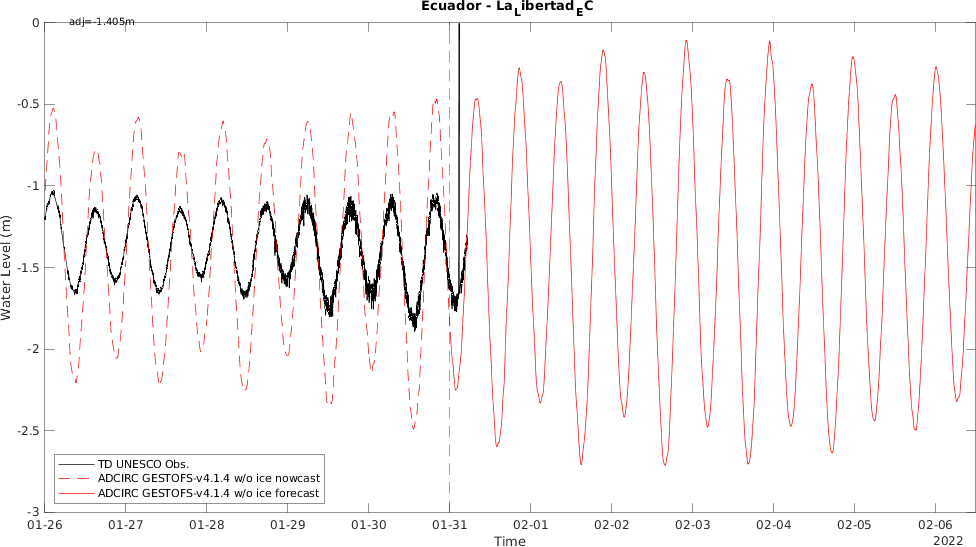 Ecuador - LaLibertadEC
adj=-1.405m
0
-0.5
-1
-1.5
-2
-2.5
-3
Water Level (m)
TD UNESCO Obs.
ADCIRC GESTOFS-v4.1.4 w/o ice nowcast
ADCIRC GESTOFS-v4.1.4 w/o ice forecast
01-26 01-27 01-28 01-29 01-30 01-31 02-01 02-02 02-03 02-04 02-05 02-06
Time
2022